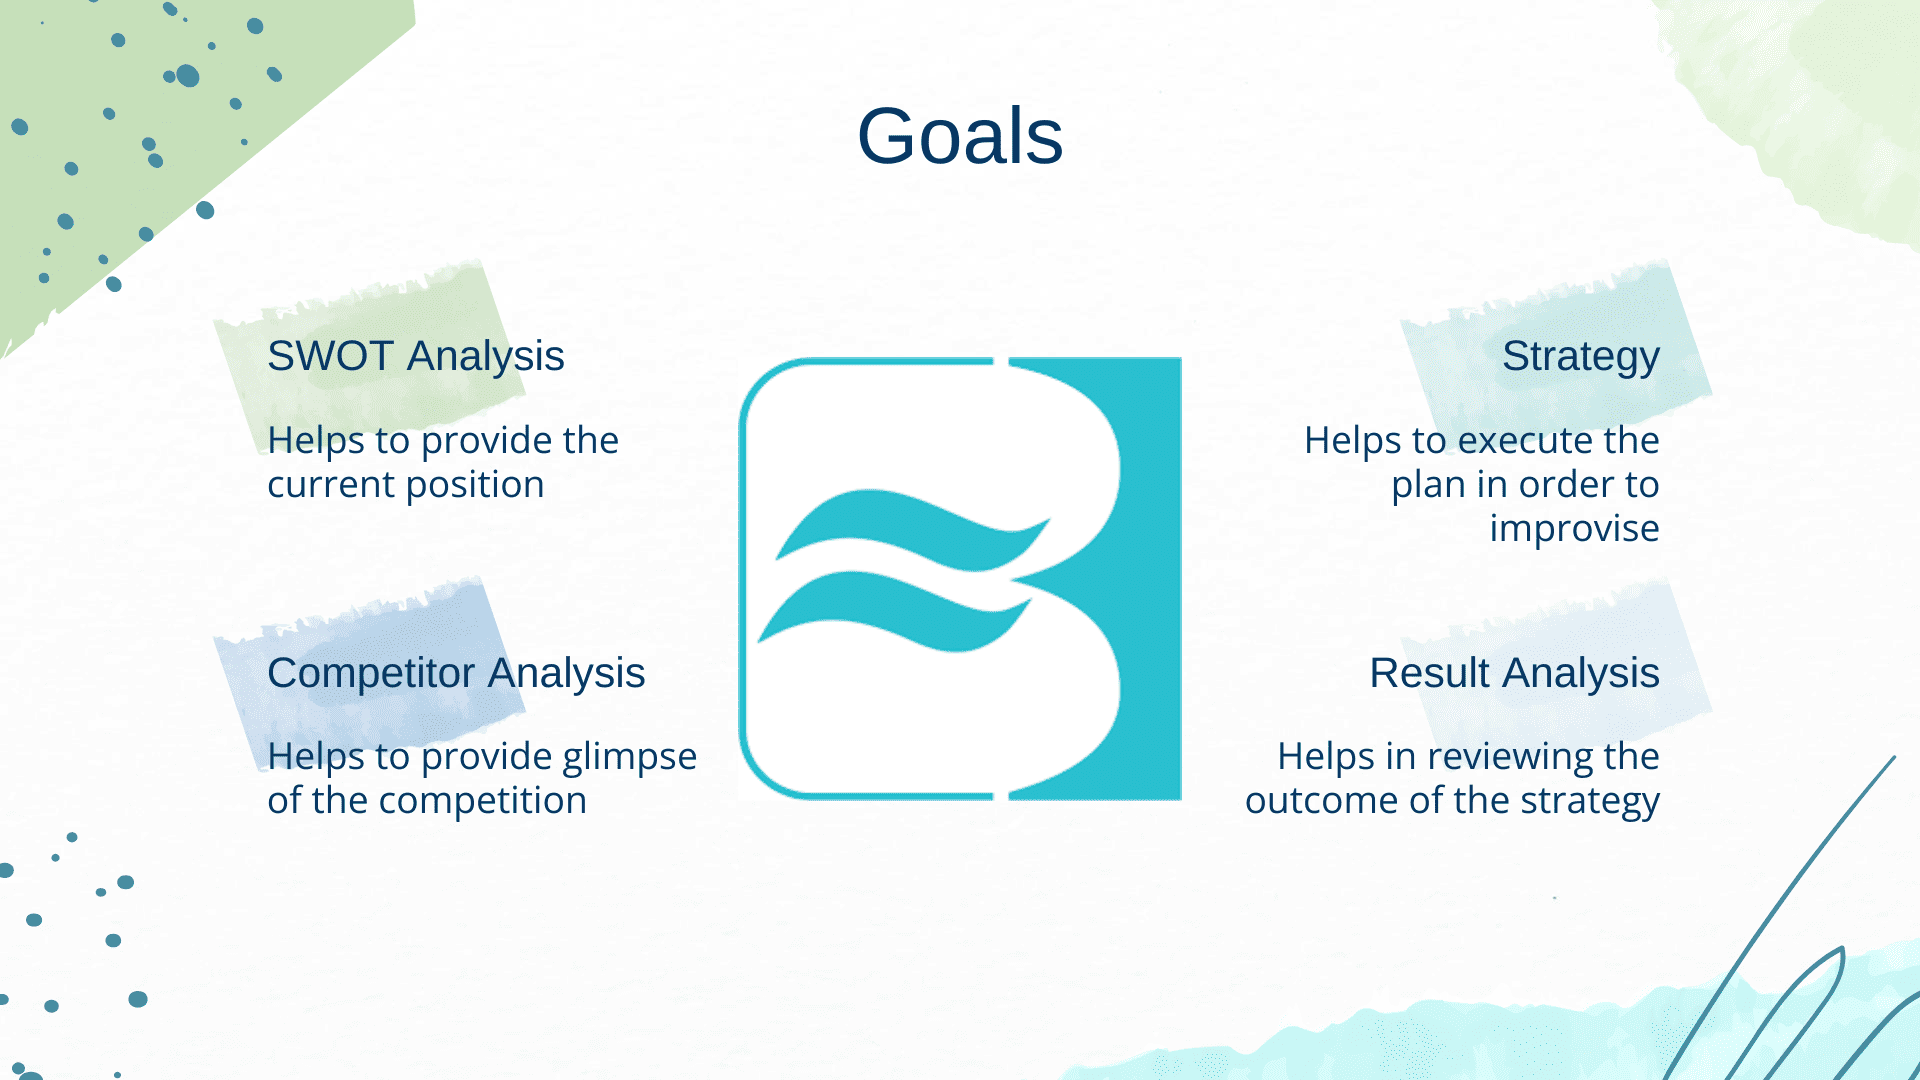 Goals
SWOT Analysis
Helps to provide the
current position
Competitor Analysis
Helps to provide glimpse
of the competition
Strategy
Helps to execute the
plan in order to
improvise
Result Analysis
Helps in reviewing the
outcome of the strategy